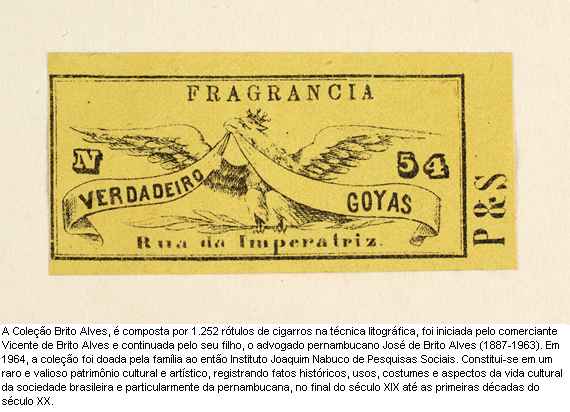 FRAGRANCIA
N 54
VERDADEIRO GOYAS
Rua da Imperatriz.
P&S
A Coleção Brito Alves, é composta por 1.252 rótulos de cigarros na técnica litográfica, foi iniciada pelo comerciante
Vicente de Brito Alves e continuada pelo seu filho, o advogado pernambucano José de Brito Alves (1887-1963). Em
1964, a coleção foi doada pela família ao então Instituto Joaquim Nabuco de Pesquisas Sociais. Constitui-se em um
raro e valioso patrimônio cultural e artístico, registrando fatos históricos, usos, costumes e aspectos da vida cultural
da sociedade brasileira e particularmente da pernambucana, no final do século XIX até as primeiras décadas do
século XX.